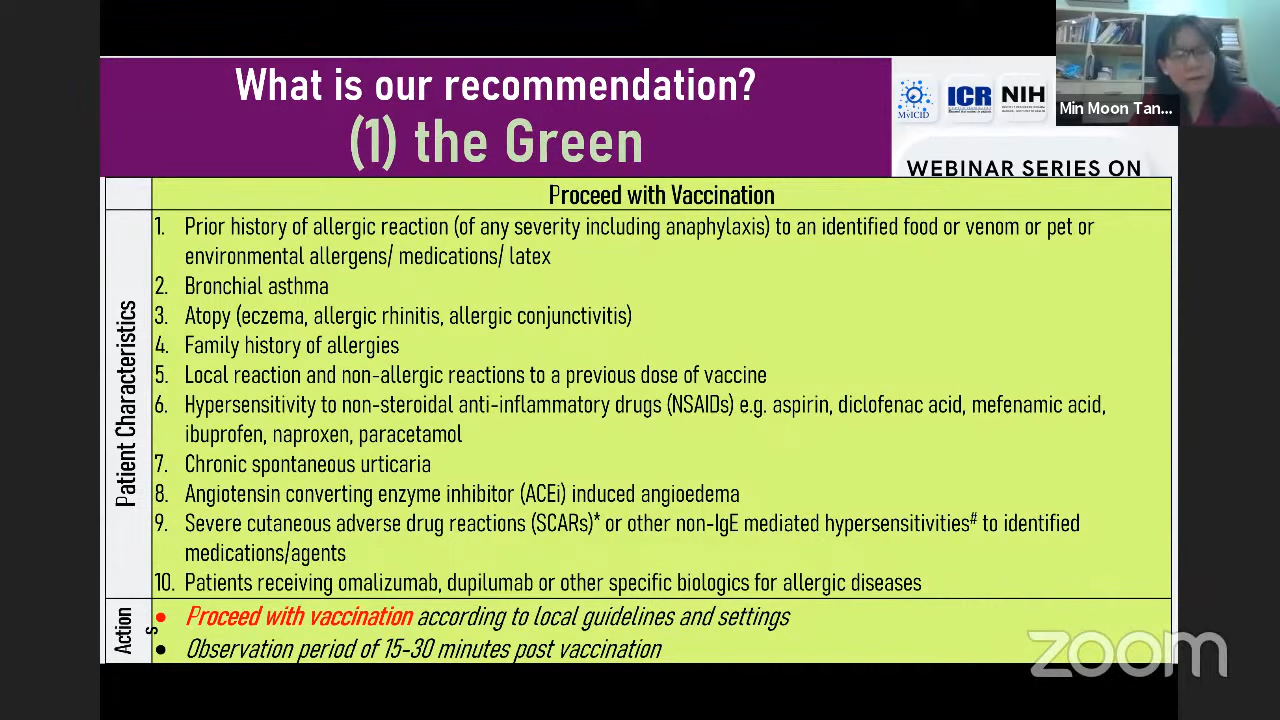 What is our recommendation?
(1) the Green
MyICID
ICR
NIH
Min Moon Tan...
WEBINAR SERIES ON
Proceed with Vaccination
Patient Characteristics
1. Prior history of allergic reaction (of any severity including anaphylaxis) to an identified food or venom or pet or
environmental allergens/ medications/ latex
2. Bronchial asthma
3. Atopy (eczema, allergic rhinitis, allergic conjunctivitis)
4. Family history of allergies
5. Local reaction and non-allergic reactions to a previous dose of vaccine
6. Hypersensitivity to non-steroidal anti-inflammatory drugs (NSAIDs) e.g. aspirin, diclofenac acid, mefenamic acid,
ibuprofen, naproxen, paracetamol
7. Chronic spontaneous urticaria
8. Angiotensin converting enzyme inhibitor (ACEi) induced angioedema
9. Severe cutaneous adverse drug reactions (SCARs)* or other non-IgE mediated hypersensitivities# to identified
medications/agents
10. Patients receiving omalizumab, dupilumab or other specific biologics for allergic diseases
Action
s
• Proceed with vaccination according to local guidelines and settings
• Observation period of 15-30 minutes post vaccination
zoom